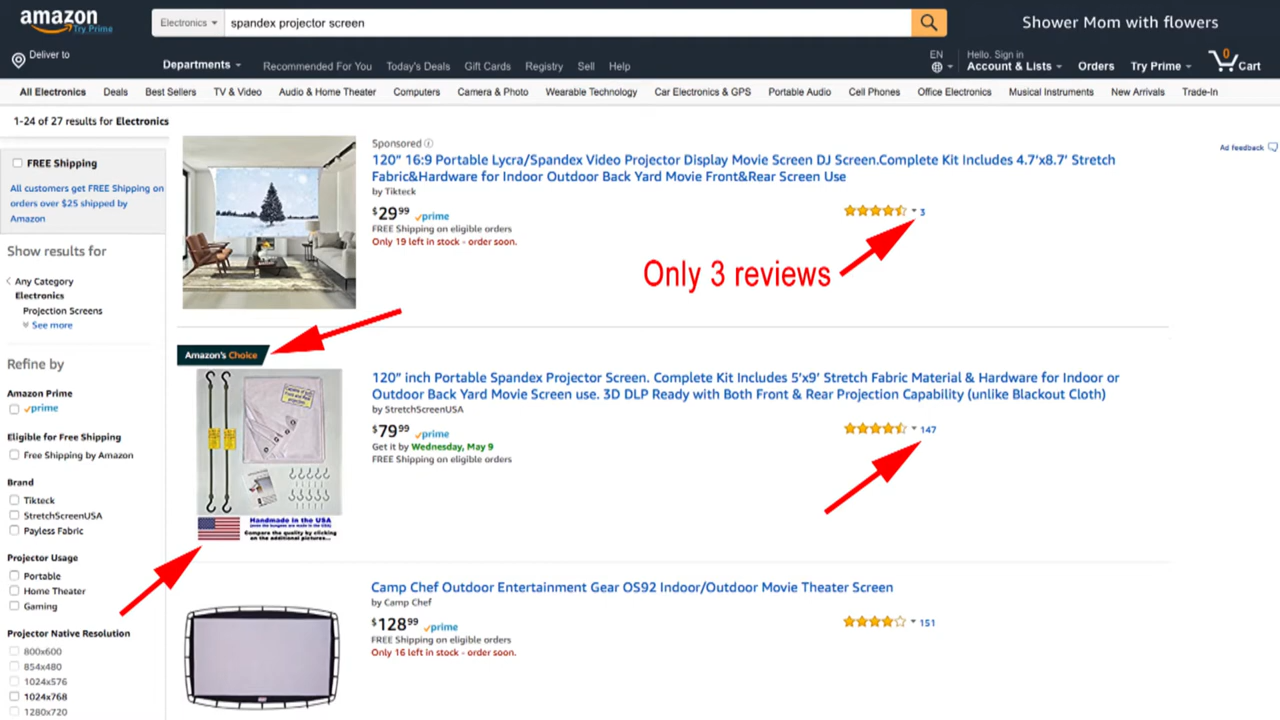 amazon
Try Prime
Electronics
spandex projector screen
Shower Mom with flowers
Deliver to
Departments
Recommended For You
Today's Deals
Gift Cards
Registry
Sell
Help
EN
Hello. Sign in
Account & Lists
Orders
Try Prime
0
Cart
All Electronics
Deals
Best Sellers
TV & Video
Audio & Home Theater
Computers
Camera & Photo
Wearable Technology
Car Electronics & GPS
Portable Audio
Cell Phones
Office Electronics
Musical Instruments
New Arrivals
Trade-In
1-24 of 27 results for Electronics
FREE Shipping
All customers get FREE Shipping on
orders over $25 shipped by
Amazon
Show results for
Any Category
Electronics
Projection Screens
See more
Refine by
Amazon Prime
prime
Eligible for Free Shipping
Free Shipping by Amazon
Brand
Tikteck
StretchScreenUSA
Payless Fabric
Projector Usage
Portable
Home Theater
Gaming
Projector Native Resolution
800x600
854x480
1024x576
1024x768
1280x720
Sponsored
120” 16:9 Portable Lycra/Spandex Video Projector Display Movie Screen DJ Screen.Complete Kit Includes 4.7'x8.7' Stretch
Fabric&Hardware for Indoor Outdoor Back Yard Movie Front&Rear Screen Use
by Tikteck
$29 99 prime
FREE Shipping on eligible orders
Only 19 left in stock - order soon.
3
Only 3 reviews
Ad feedback
Amazon's Choice
Handmade in the USA
Compare the quality by clicking
on the additional pictures...
120” inch Portable Spandex Projector Screen. Complete Kit Includes 5'x9' Stretch Fabric Material & Hardware for Indoor or
Outdoor Back Yard Movie Screen use. 3D DLP Ready with Both Front & Rear Projection Capability (unlike Blackout Cloth)
by StretchScreenUSA
$79 99 prime
Get it by Wednesday, May 9
FREE Shipping on eligible orders
147
Camp Chef Outdoor Entertainment Gear OS92 Indoor/Outdoor Movie Theater Screen
by Camp Chef
$128 99 prime
FREE Shipping on eligible orders
Only 16 left in stock - order soon.
151